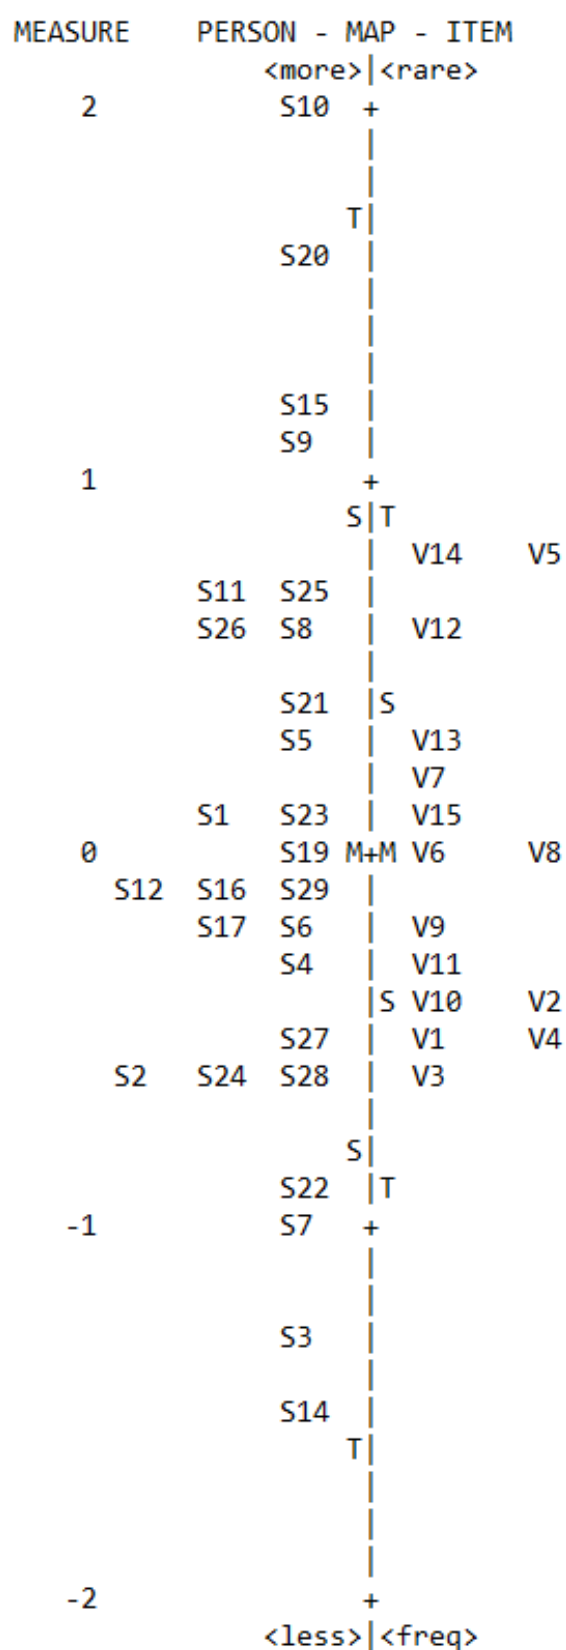 MEASURE PERSON - MAP - ITEM
<more>|<rare>
2 S10 +
|
|
T|
S20 |
|
|
|
S15 |
S9 |
1 +
S|T
| V14 V5
S11 S25 |
S26 S8 | V12
|
S21 |S
S5 | V13
| V7
S1 S23 | V15
0 S19 M+M V6 V8
S12 S16 S29 |
S17 S6 | V9
S4 | V11
|S V10 V2
S27 | V1 V4
S2 S24 S28 | V3
|
S|
S22 |T
-1 S7 +
|
|
S3 |
|
S14 |
T|
|
|
|
-2 +
<less>|<freq>